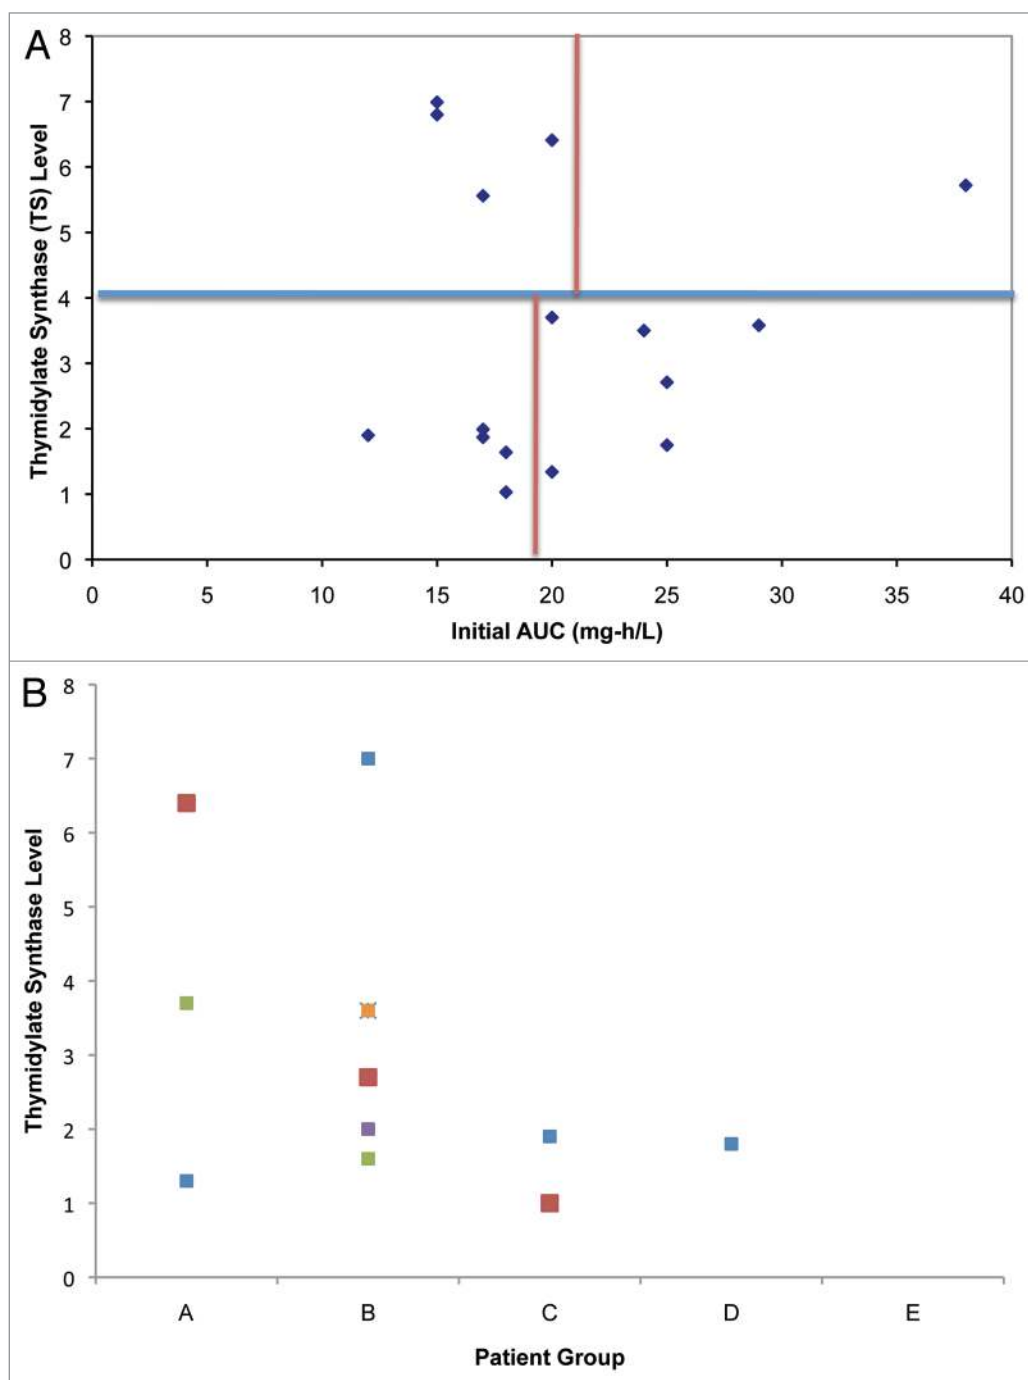 A
8
7
6
5
4
3
2
1
0
Thymidylate Synthase (TS) Level
0 5 10 15 20 25 30 35 40
Initial AUC (mg-h/L)
B
8
7
6
5
4
3
2
1
0
Thymidylate Synthase Level
A B C D E
Patient Group